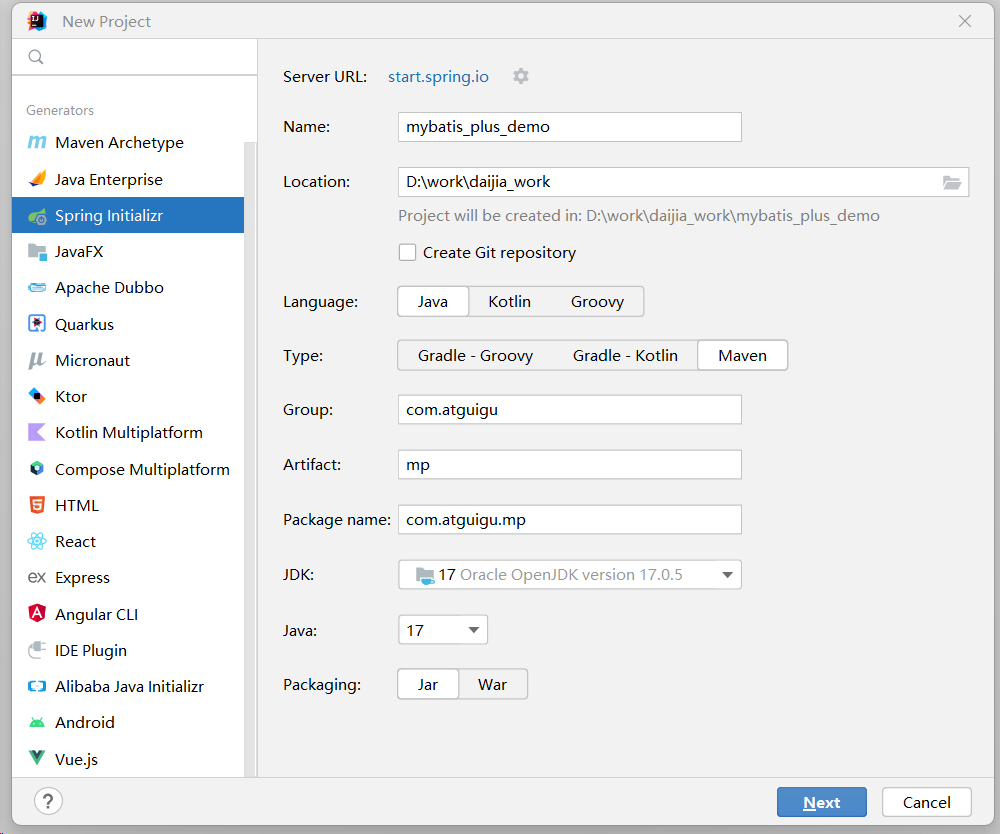 New Project
Generators
Maven Archetype
Java Enterprise
Spring Initializr
JavaFX
Apache Dubbo
Quarkus
Micronaut
Ktor
Kotlin Multiplatform
Compose Multiplatform
HTML
React
ex Express
Angular CLI
IDE Plugin
Alibaba Java Initializr
Android
Vue.js
Server URL: start.spring.io
Name: mybatis_plus_demo
Location: D:\work\daijia_work
Project will be created in: D:\work\daijia_work\mybatis_plus_demo
Create Git repository
Language: Java Kotlin Groovy
Type: Gradle - Groovy Gradle - Kotlin Maven
Group: com.atguigu
Artifact: mp
Package name: com.atguigu.mp
JDK: 17 Oracle OpenJDK version 17.0.5
Java: 17
Packaging: Jar War
? Next Cancel